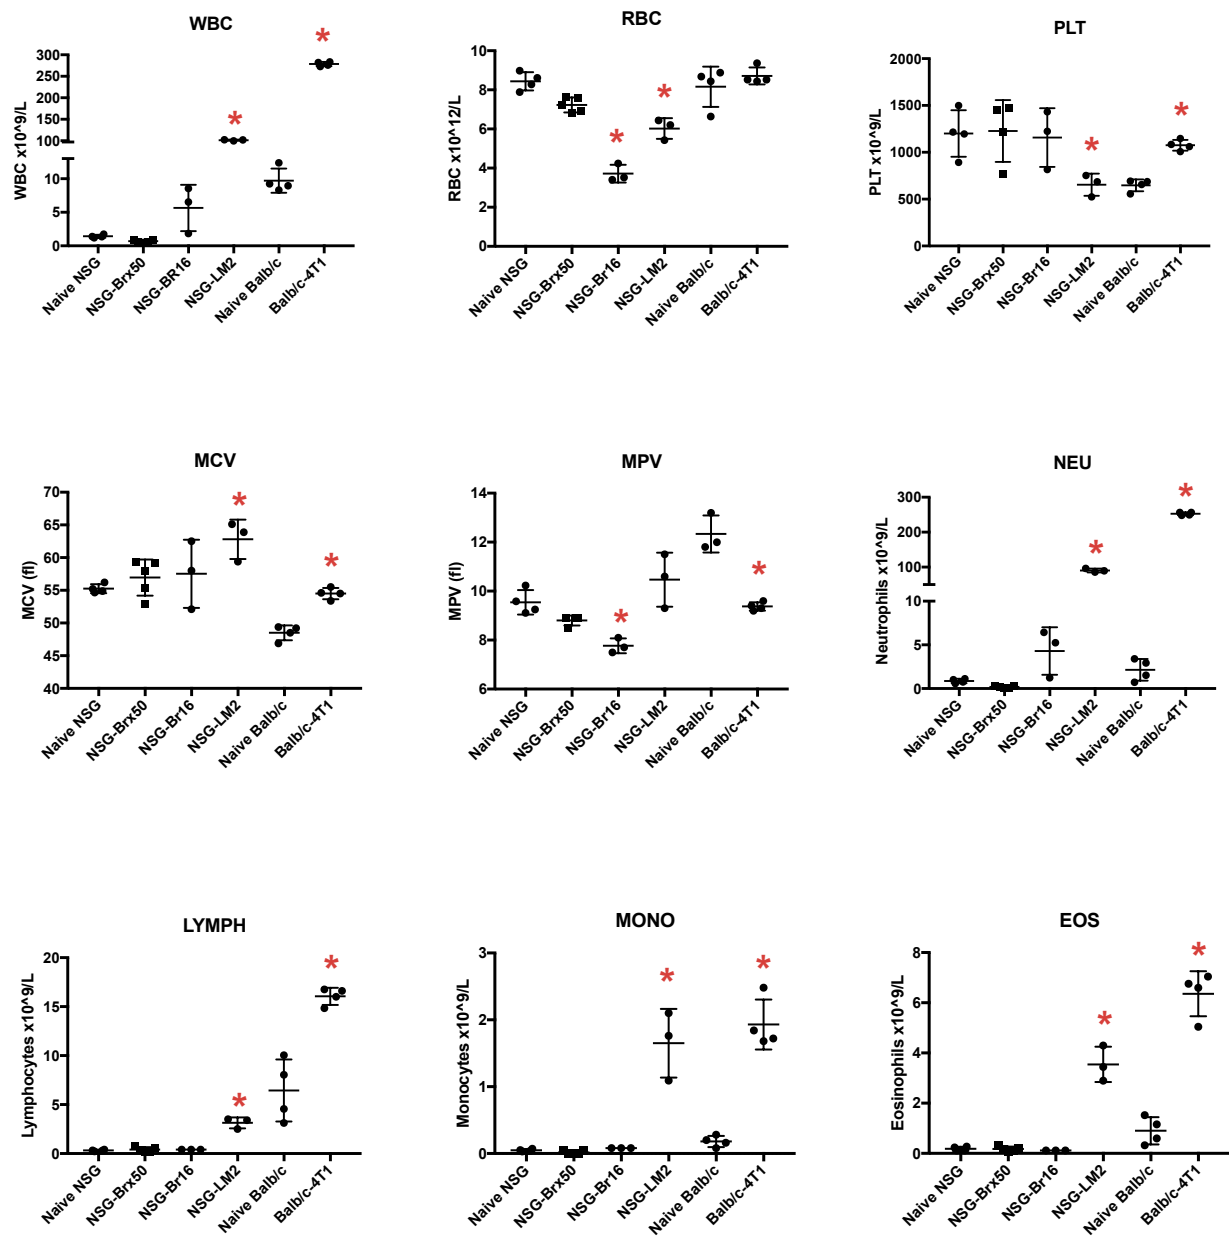 WBC
WBC x10^9/L
300
250
200
150
100
10
5
0
*
*
Naive NSG
NSG-Brx50
NSG-BR16
NSG-LM2
Naive Balb/c
Balb/c-4T1
RBC
RBC x10^12/L
10
8
6
4
2
0
*
*
Naive NSG
NSG-Brx50
NSG-Br16
NSG-LM2
Naive Balb/c
Balb/c-4T1
PLT
PLT x10^9/L
2000
1500
1000
500
0
*
*
Naive NSG
NSG-Brx50
NSG-Br16
NSG-LM2
Naive Balb/c
Balb/c-4T1
MCV
MCV (fl)
70
65
60
55
50
45
40
*
*
Naive NSG
NSG-Brx50
NSG-Br16
NSG-LM2
Naive Balb/c
Balb/c-4T1
MPV
MPV (fl)
14
12
10
8
6
*
*
Naive NSG
NSG-Brx50
NSG-Br16
NSG-LM2
Naive Balb/c
Balb/c-4T1
NEU
Neutrophils x10^9/L
300
200
100
10
5
0
*
*
Naive NSG
NSG-Brx50
NSG-Br16
NSG-LM2
Naive Balb/c
Balb/c-4T1
LYMPH
Lymphocytes x10^9/L
20
15
10
5
0
*
*
Naive NSG
NSG-Brx50
NSG-Br16
NSG-LM2
Naive Balb/c
Balb/c-4T1
MONO
Monocytes x10^9/L
3
2
1
0
*
*
Naive NSG
NSG-Brx50
NSG-Br16
NSG-LM2
Naive Balb/c
Balb/c-4T1
EOS
Eosinophils x10^9/L
8
6
4
2
0
*
*
Naive NSG
NSG-Brx50
NSG-Br16
NSG-LM2
Naive Balb/c
Balb/c-4T1